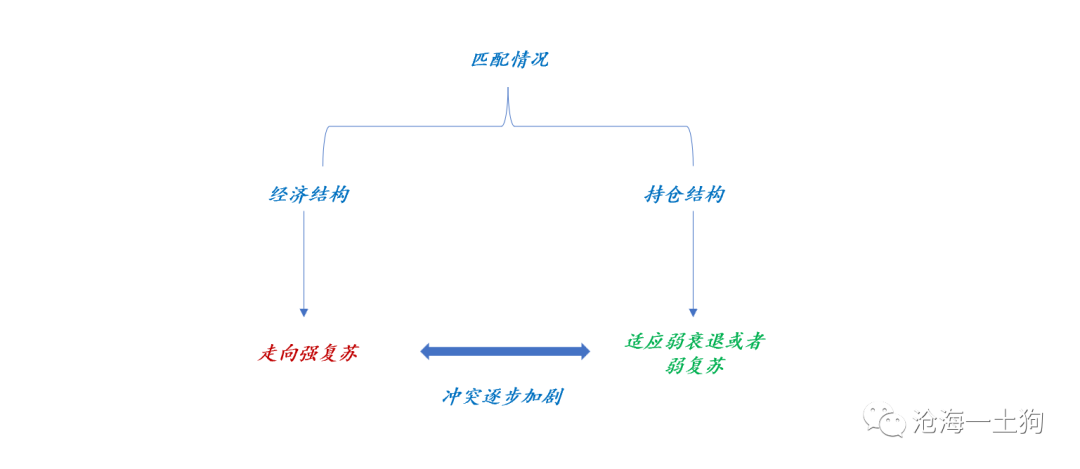 匹配情况
经济结构
持仓结构
走向强复苏
适应弱衰退或者
弱复苏
冲突逐步加剧
沧海一土狗